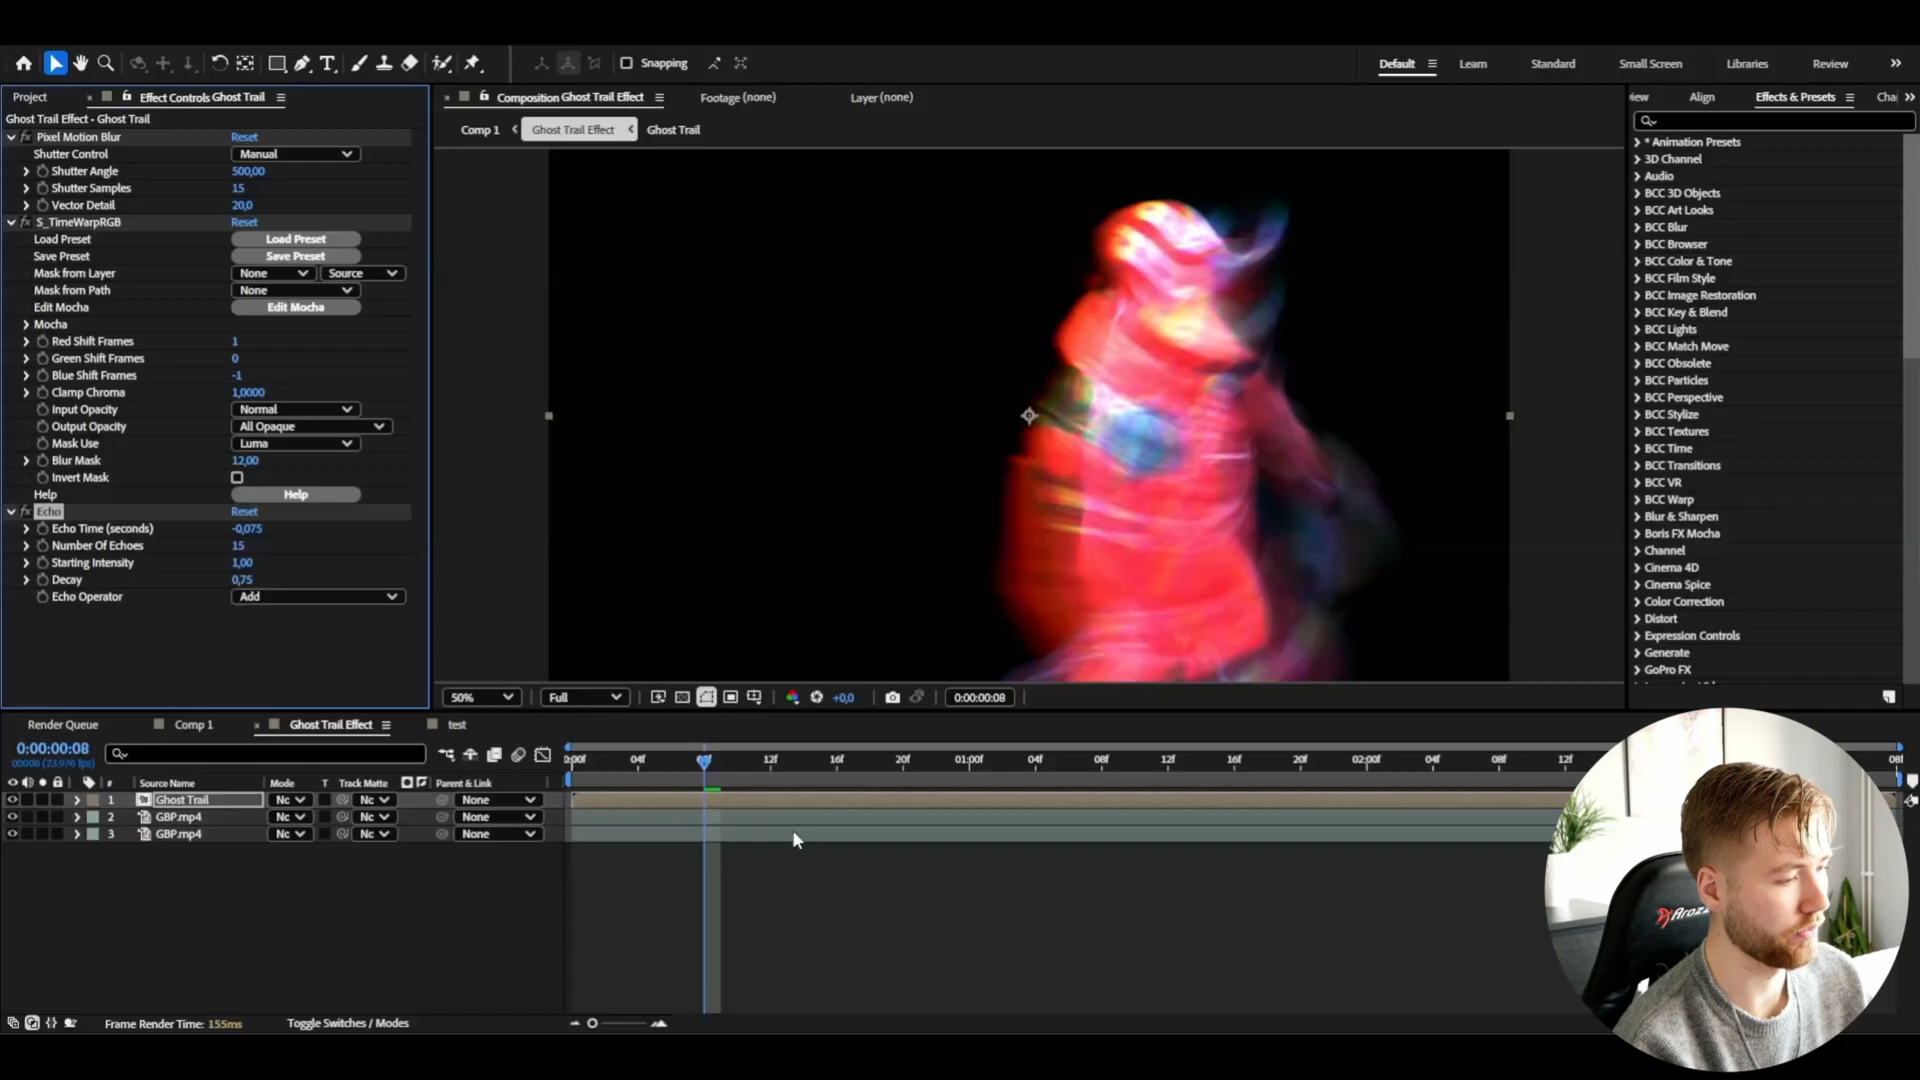 Snapping
Default
Learn
Standard
Small Screen
Libraries
Review
Project
Effect Controls Ghost Trail
Composition Ghost Trail Effect
Footage (none)
Layer (none)
Align
Effects & Presets
Ghost Trail Effect - Ghost Trail
Comp 1
Ghost Trail Effect
Ghost Trail
Pixel Motion Blur Reset
Shutter Control Manual
Shutter Angle 500,00
Shutter Samples 15
Vector Detail 20,0
S_TimeWarpRGB Reset
Load Preset Load Preset
Save Preset Save Preset
Mask from Layer None Source
Mask from Path None
Edit Mocha Edit Mocha
Mocha
Red Shift Frames 1
Green Shift Frames 0
Blue Shift Frames -1
Clamp Chroma 1,0000
Input Opacity Normal
Output Opacity All Opaque
Mask Use Luma
Blur Mask 12,00
Invert Mask
Help Help
Echo Reset
Echo Time (seconds) -0,075
Number Of Echoes 15
Starting Intensity 1,00
Decay 0,75
Echo Operator Add
* Animation Presets
3D Channel
Audio
BCC 3D Objects
BCC Art Looks
BCC Blur
BCC Browser
BCC Color & Tone
BCC Film Style
BCC Image Restoration
BCC Key & Blend
BCC Lights
BCC Match Move
BCC Obsolete
BCC Particles
BCC Perspective
BCC Stylize
BCC Textures
BCC Time
BCC Transitions
BCC VR
BCC Warp
Blur & Sharpen
Boris FX Mocha
Channel
Cinema 4D
Cinema Spice
Color Correction
Distort
Expression Controls
Generate
GoPro FX
50%
Full
+0,0
0:00:00:08
Render Queue
Comp 1
Ghost Trail Effect
test
0:00:00:08
00008 (23.976 fps)
04f 12f 16f 20f 01:00f 04f 08f 12f 16f 20f 02:00f 04f 08f 12f
# Source Name Mode T Track Matte Parent & Link
1 Ghost Trail None
2 GBP.mp4 None
3 GBP.mp4 None
Frame Render Time: 155ms
Toggle Switches / Modes